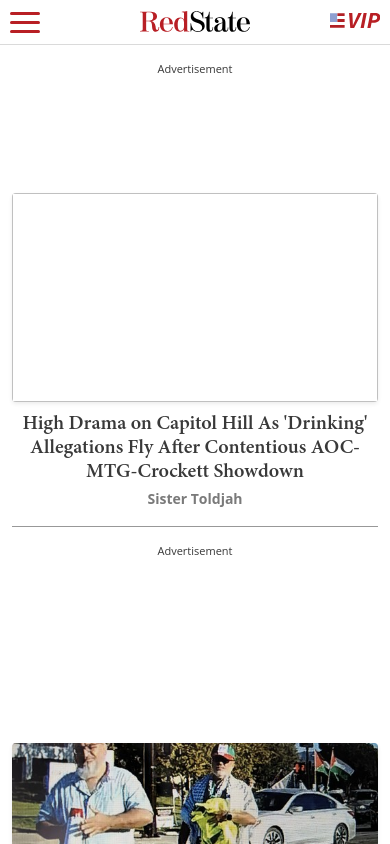 RedState
VIP
Advertisement
High Drama on Capitol Hill As 'Drinking'
Allegations Fly After Contentious AOC-
MTG-Crockett Showdown
Sister Toldjah
Advertisement